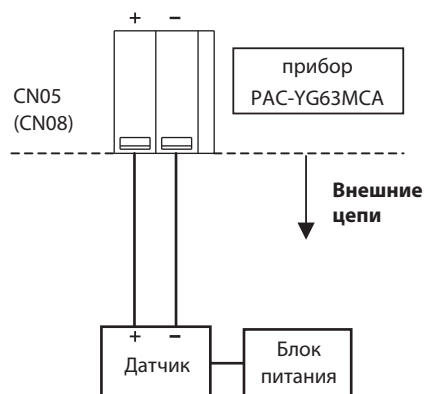 + −
прибор
PAC-YG63MCA
CN05
(CN08)
Внешние
цепи
+ −
Датчик
Блок
питания